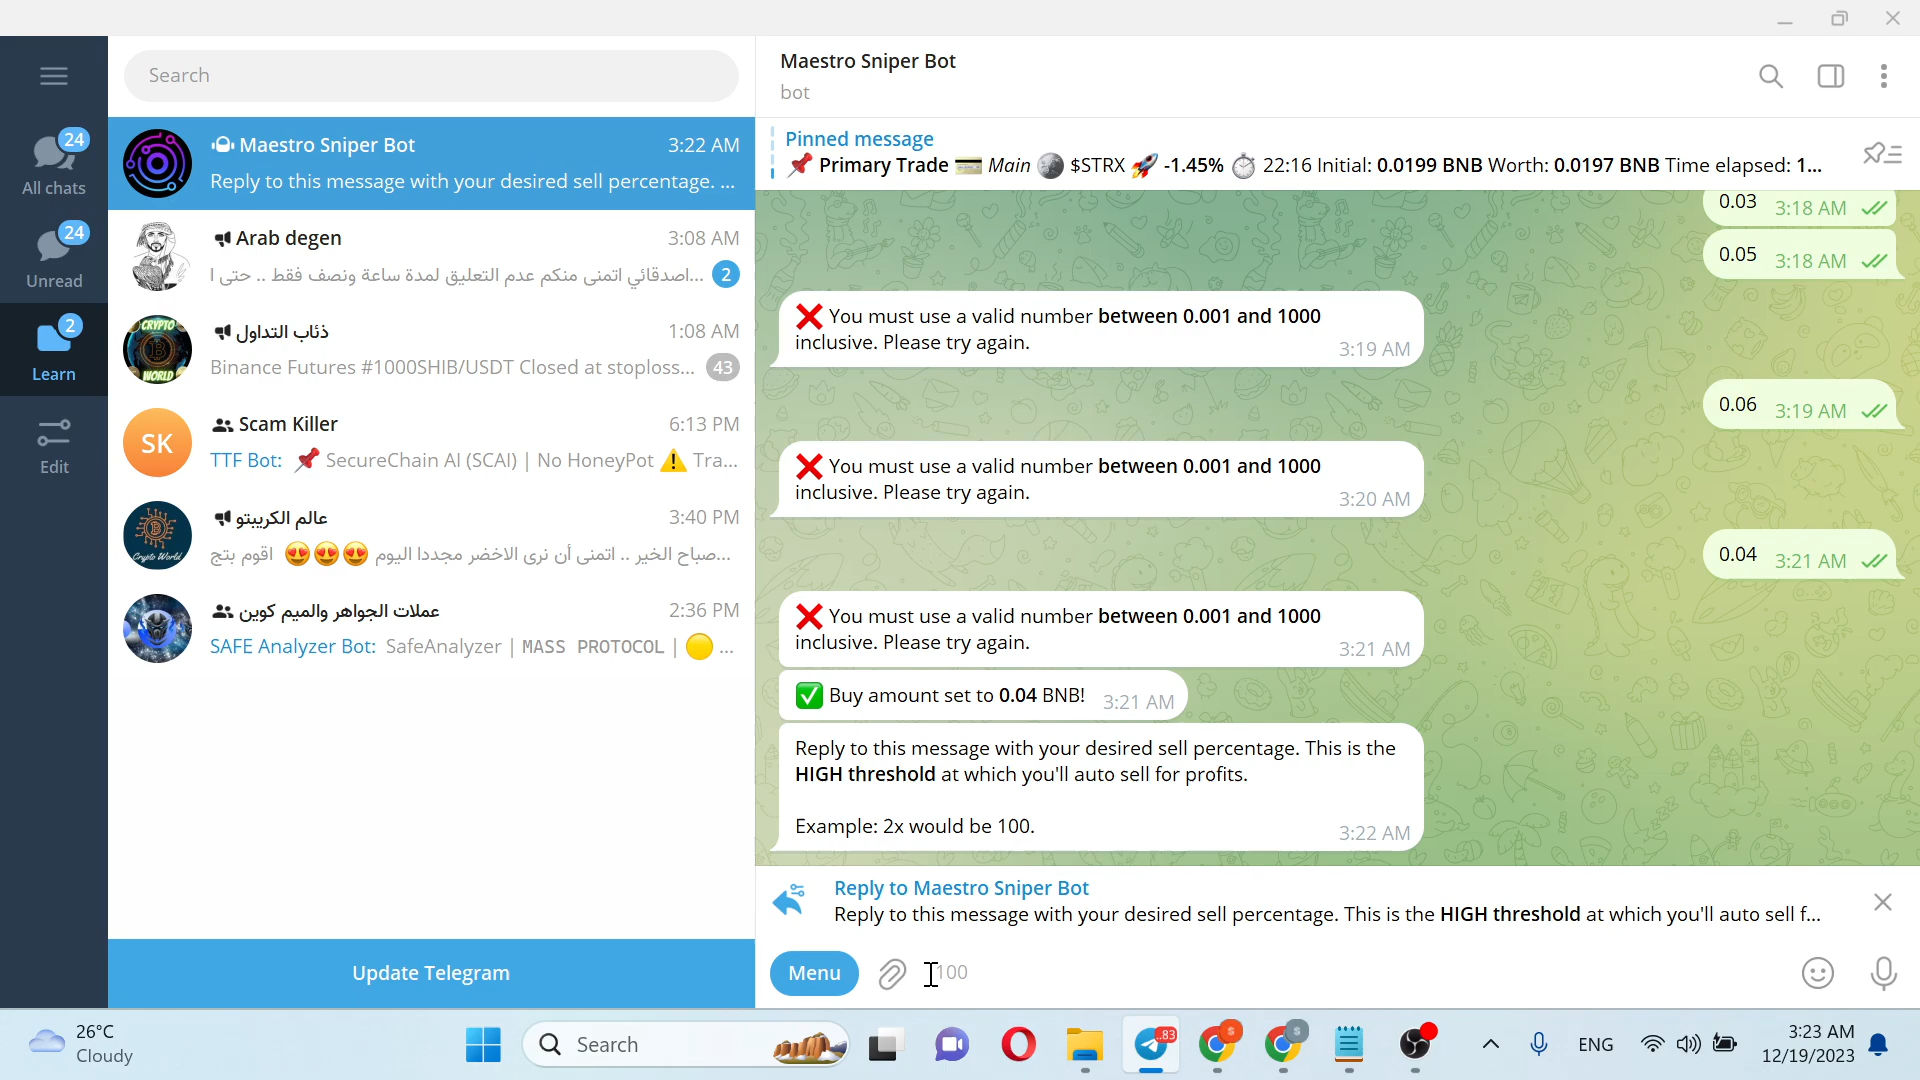 Search
24
All chats
24
Unread
2
Learn
Edit
Maestro Sniper Bot 3:22 AM
Reply to this message with your desired sell percentage. ...
Arab degen 3:08 AM
اصدقائي اتمنى منكم عدم التعليق لمدة ساعة ونصف فقط .. حتى ا... 2
ذئاب التداول 1:08 AM
Binance Futures #1000SHIB/USDT Closed at stoploss... 43
SK
Scam Killer 6:13 PM
TTF Bot: 📌 SecureChain AI (SCAI) | No HoneyPot ⚠️ Tra...
عالم الكريبتو 3:40 PM
صباح الخير .. اتمنى أن نرى الاخضر مجددا اليوم 😍😍😍 اقوم بتج...
عملات الجواهر والميم كوين 2:36 PM
SAFE Analyzer Bot: SafeAnalyzer | MASS PROTOCOL | 🟡 ...
CRYPTO
WORLD
Crypto World
Update Telegram
Maestro Sniper Bot
bot
Pinned message
📌 Primary Trade 💳 Main 🌕 $STRX 🚀 -1.45% ⏱ 22:16 Initial: 0.0199 BNB Worth: 0.0197 BNB Time elapsed: 1...
0.03 3:18 AM
0.05 3:18 AM
❌ You must use a valid number between 0.001 and 1000
inclusive. Please try again. 3:19 AM
0.06 3:19 AM
❌ You must use a valid number between 0.001 and 1000
inclusive. Please try again. 3:20 AM
0.04 3:21 AM
❌ You must use a valid number between 0.001 and 1000
inclusive. Please try again. 3:21 AM
✅ Buy amount set to 0.04 BNB! 3:21 AM
Reply to this message with your desired sell percentage. This is the
HIGH threshold at which you'll auto sell for profits.
Example: 2x would be 100. 3:22 AM
Reply to Maestro Sniper Bot
Reply to this message with your desired sell percentage. This is the HIGH threshold at which you'll auto sell f...
Menu 100
26°C
Cloudy
Search
..83
S
S
ENG
3:23 AM
12/19/2023